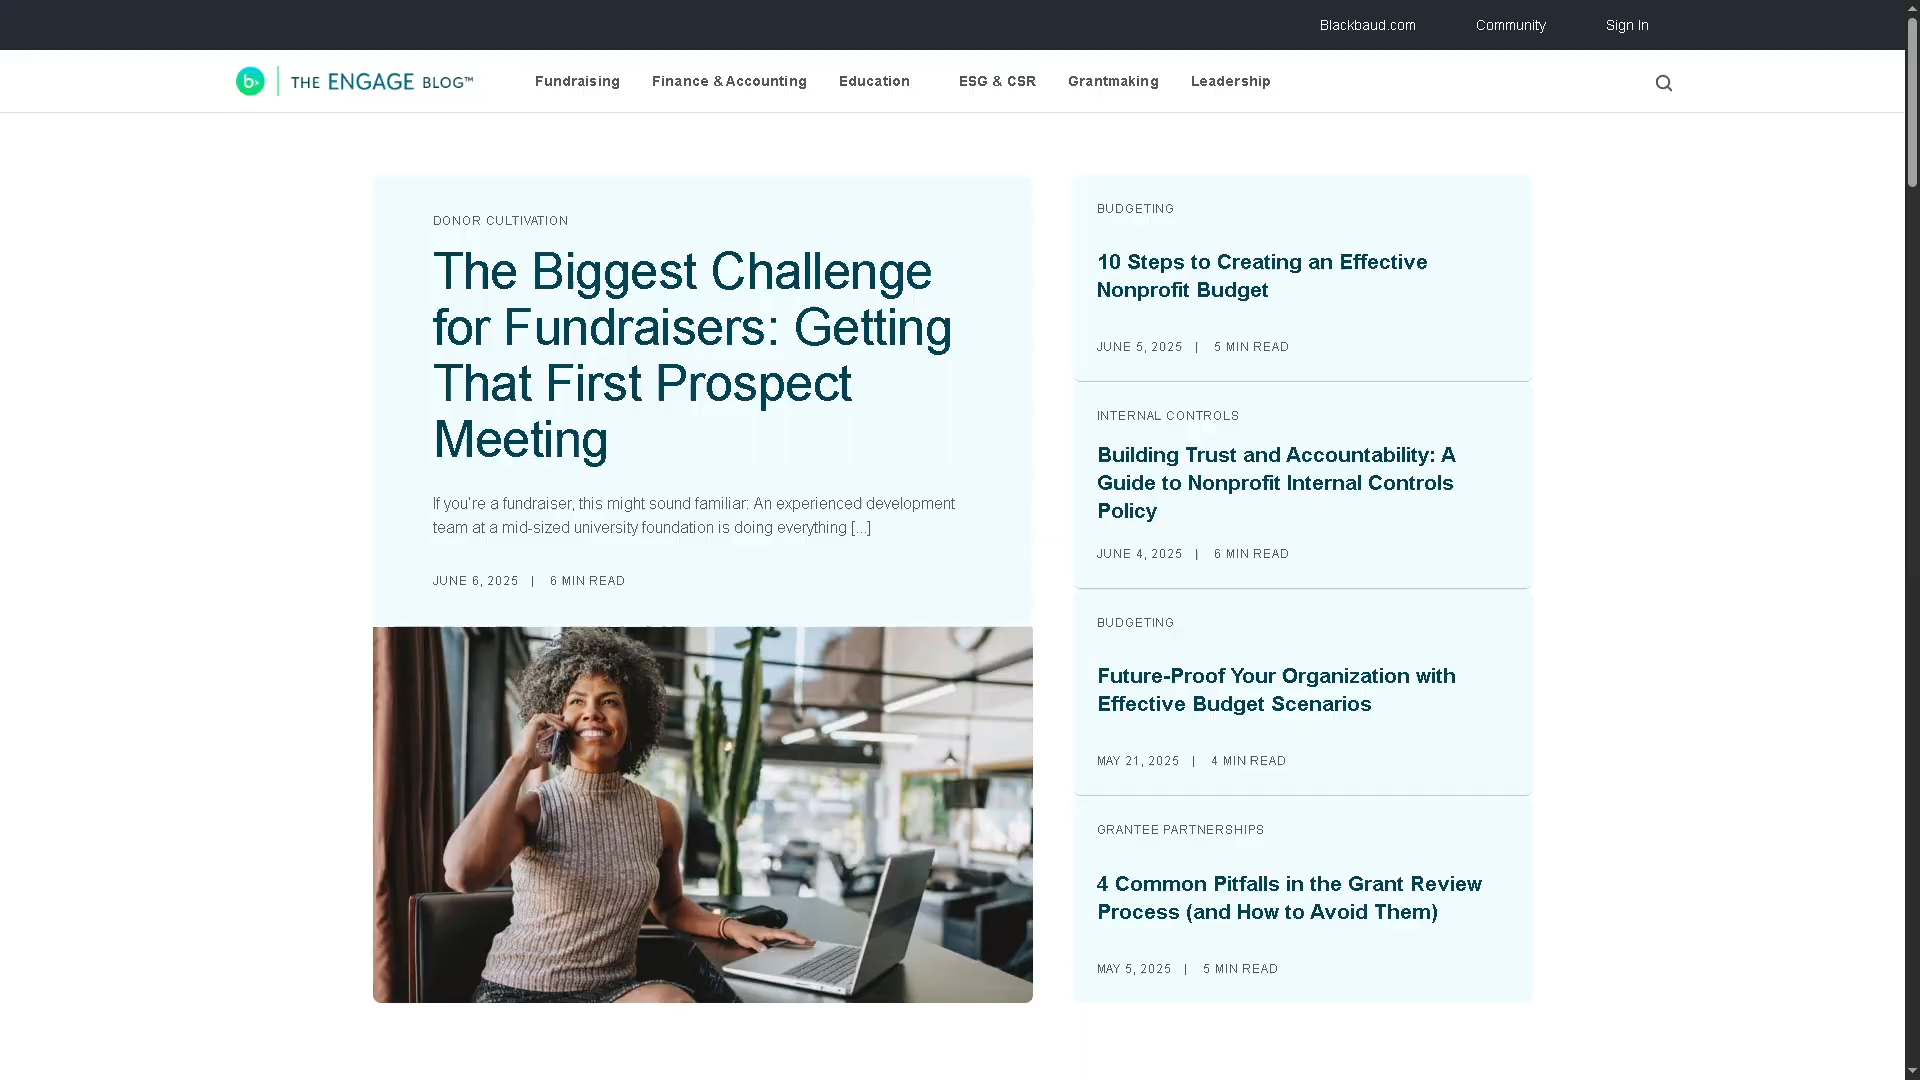 Blackbaud.com
Community
Sign In
b
THE ENGAGE BLOG™
Fundraising
Finance & Accounting
Education
ESG & CSR
Grantmaking
Leadership
DONOR CULTIVATION
The Biggest Challenge
for Fundraisers: Getting
That First Prospect
Meeting
If you're a fundraiser, this might sound familiar: An experienced development
team at a mid-sized university foundation is doing everything [...]
JUNE 6, 2025 | 6 MIN READ
BUDGETING
10 Steps to Creating an Effective
Nonprofit Budget
JUNE 5, 2025 | 5 MIN READ
INTERNAL CONTROLS
Building Trust and Accountability: A
Guide to Nonprofit Internal Controls
Policy
JUNE 4, 2025 | 6 MIN READ
BUDGETING
Future-Proof Your Organization with
Effective Budget Scenarios
MAY 21, 2025 | 4 MIN READ
GRANTEE PARTNERSHIPS
4 Common Pitfalls in the Grant Review
Process (and How to Avoid Them)
MAY 5, 2025 | 5 MIN READ